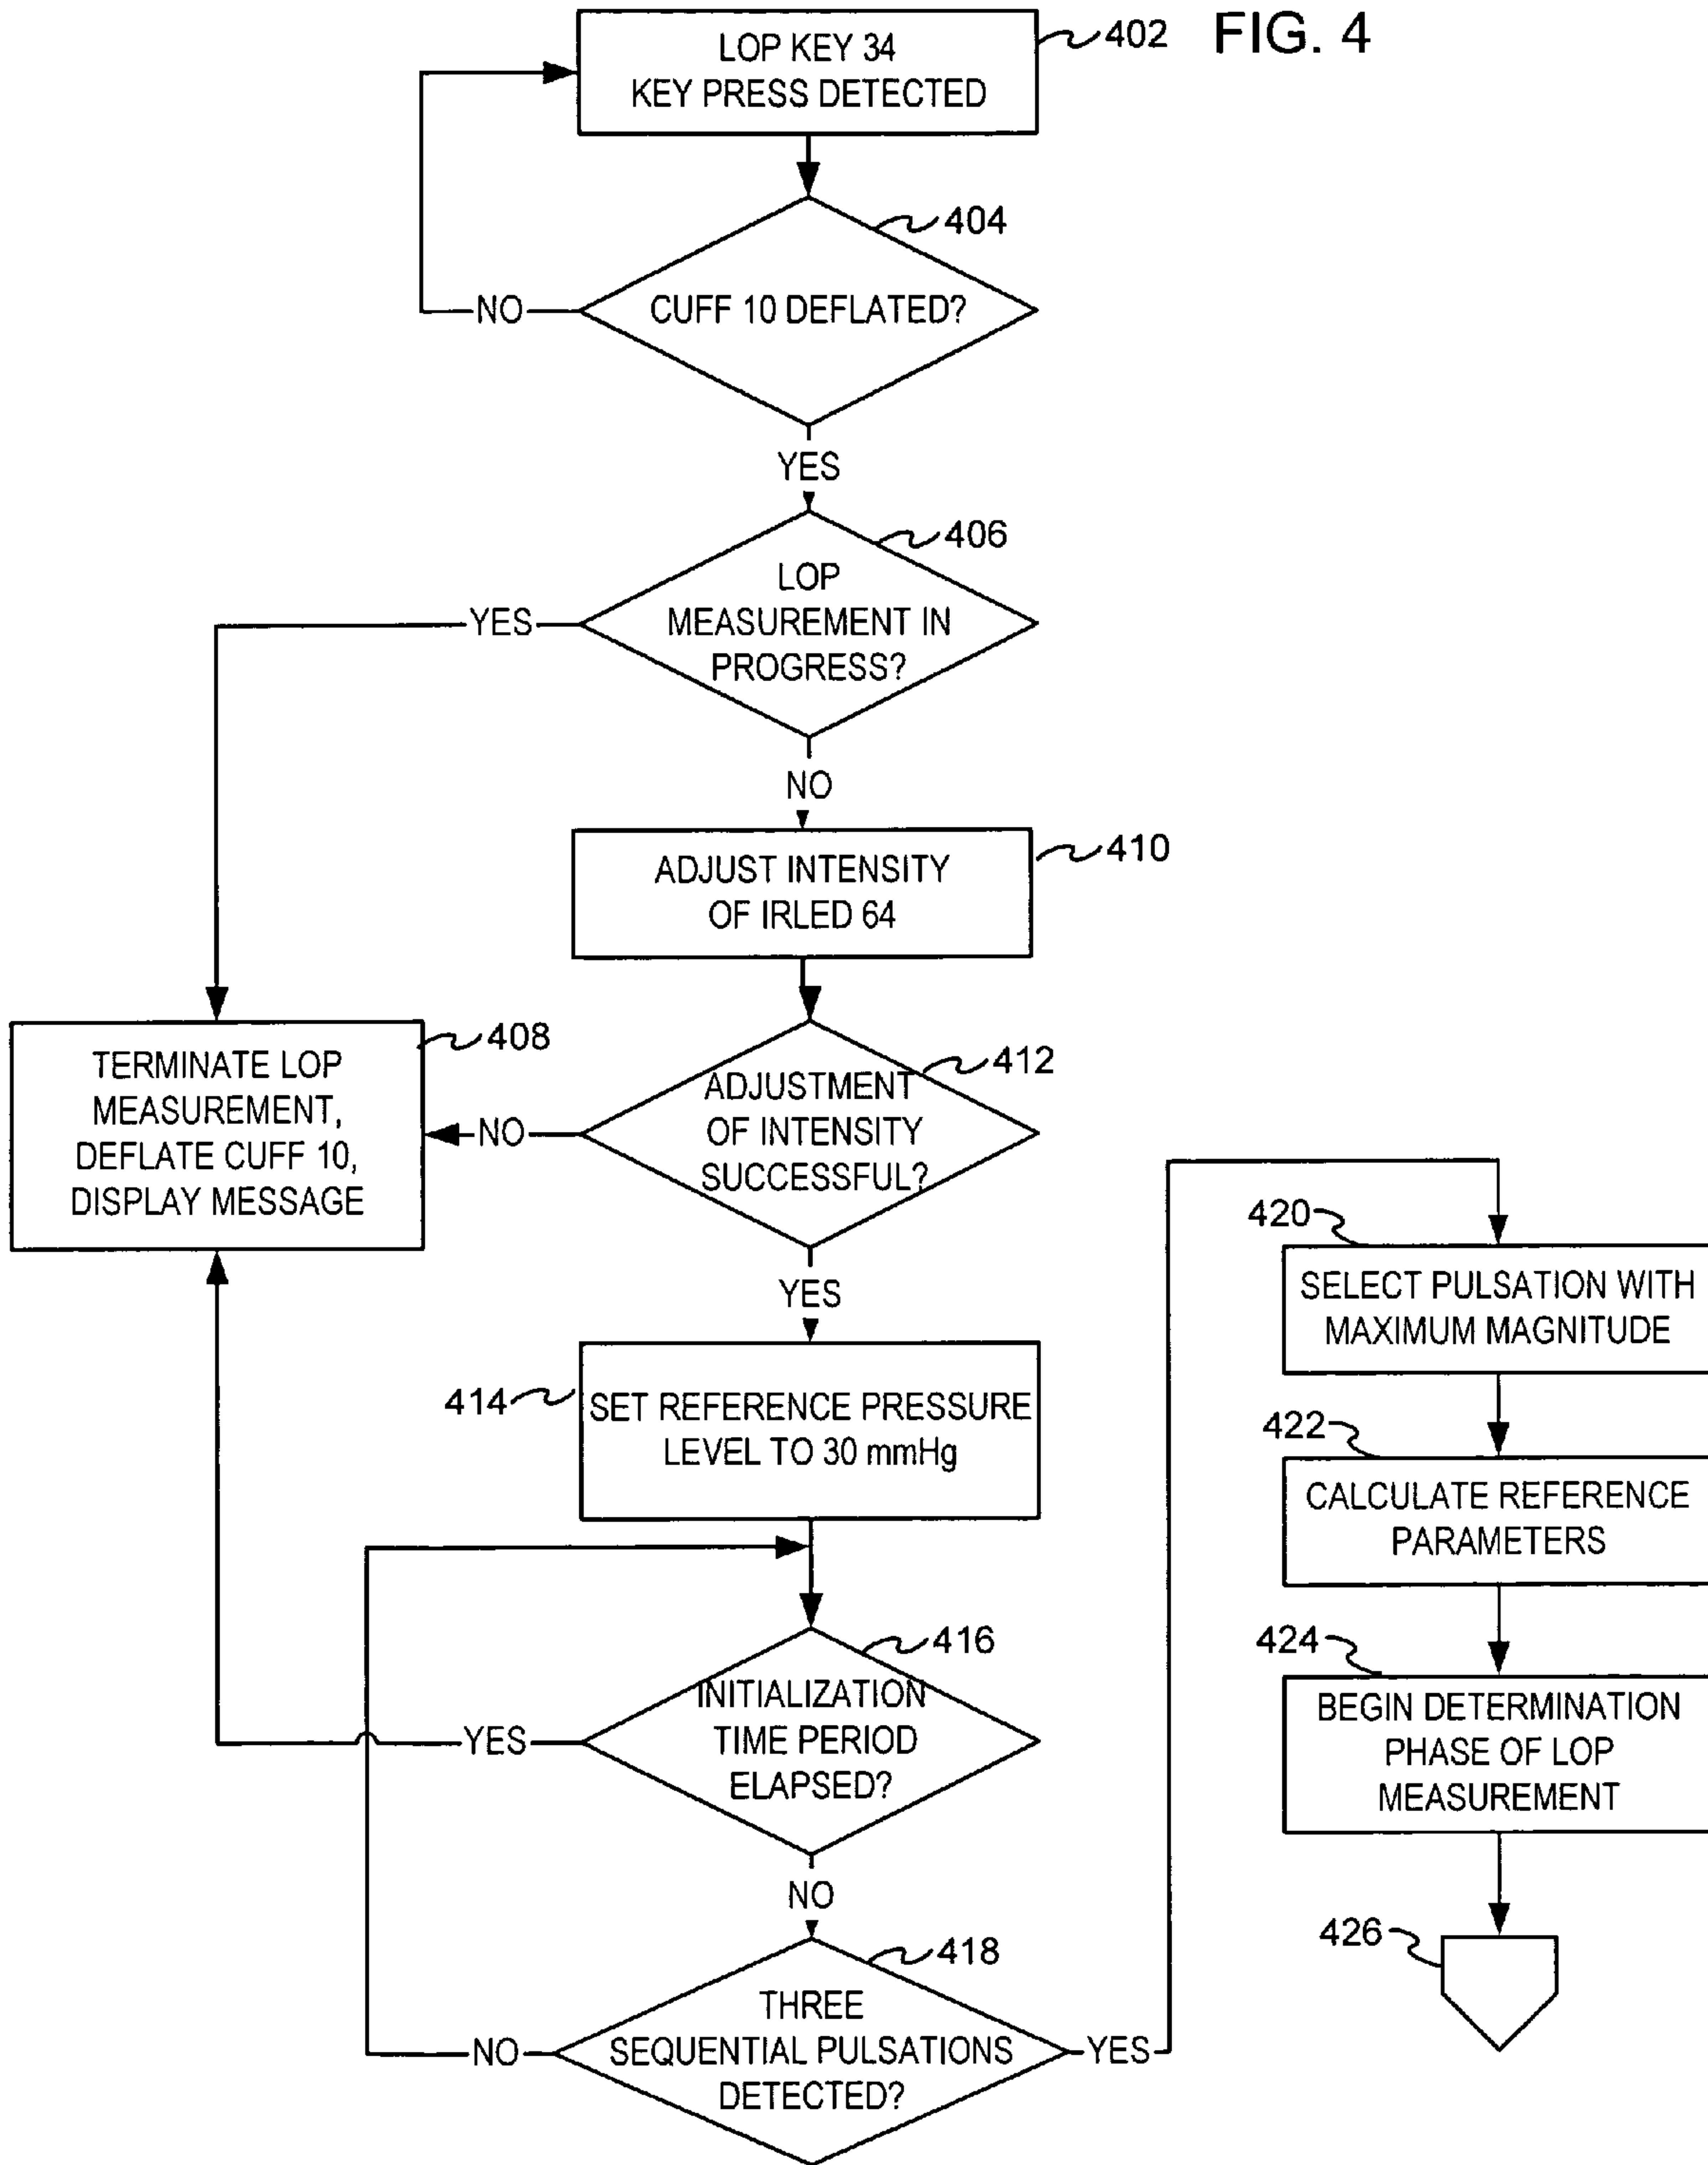 FIG. 4
LOP KEY 34
KEY PRESS DETECTED
402
404
CUFF 10 DEFLATED?
NO
YES
406
LOP
MEASUREMENT IN
PROGRESS?
YES
NO
410
ADJUST INTENSITY
OF IRLED 64
408
TERMINATE LOP
MEASUREMENT,
DEFLATE CUFF 10,
DISPLAY MESSAGE
412
ADJUSTMENT
OF INTENSITY
SUCCESSFUL?
NO
YES
414
SET REFERENCE PRESSURE
LEVEL TO 30 mmHg
416
INITIALIZATION
TIME PERIOD
ELAPSED?
YES
NO
418
THREE
SEQUENTIAL PULSATIONS
DETECTED?
NO
YES
420
SELECT PULSATION WITH
MAXIMUM MAGNITUDE
422
CALCULATE REFERENCE
PARAMETERS
424
BEGIN DETERMINATION
PHASE OF LOP
MEASUREMENT
426